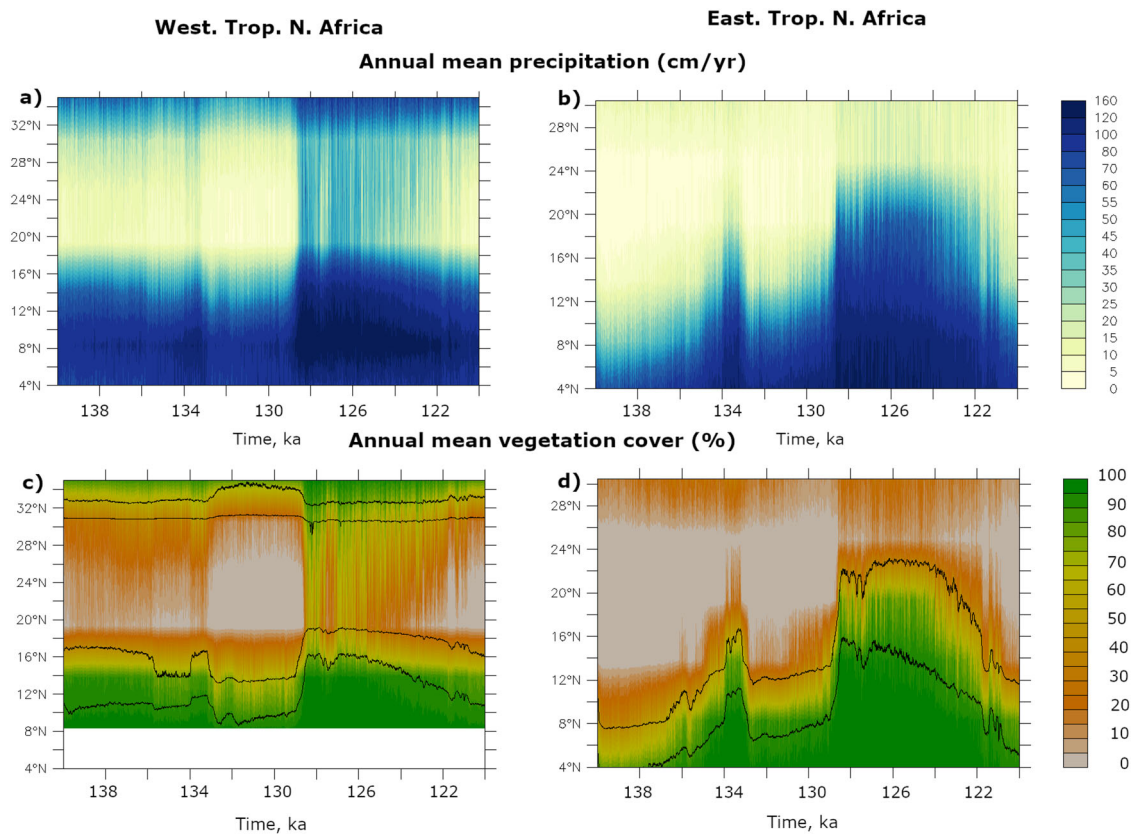 West. Trop. N. Africa
East. Trop. N. Africa
Annual mean precipitation (cm/yr)
a)
32°N
28°N
24°N
20°N
16°N
12°N
8°N
4°N
138 134 130 126 122
Time, ka
b)
28°N
24°N
20°N
16°N
12°N
8°N
4°N
138 134 130 126 122
Time, ka
160
120
100
80
70
60
55
50
45
40
35
30
25
20
15
10
5
0
Annual mean vegetation cover (%)
c)
32°N
28°N
24°N
20°N
16°N
12°N
8°N
4°N
138 134 130 126 122
Time, ka
d)
28°N
24°N
20°N
16°N
12°N
8°N
4°N
138 134 130 126 122
Time, ka
100
90
80
70
60
50
40
30
20
10
0